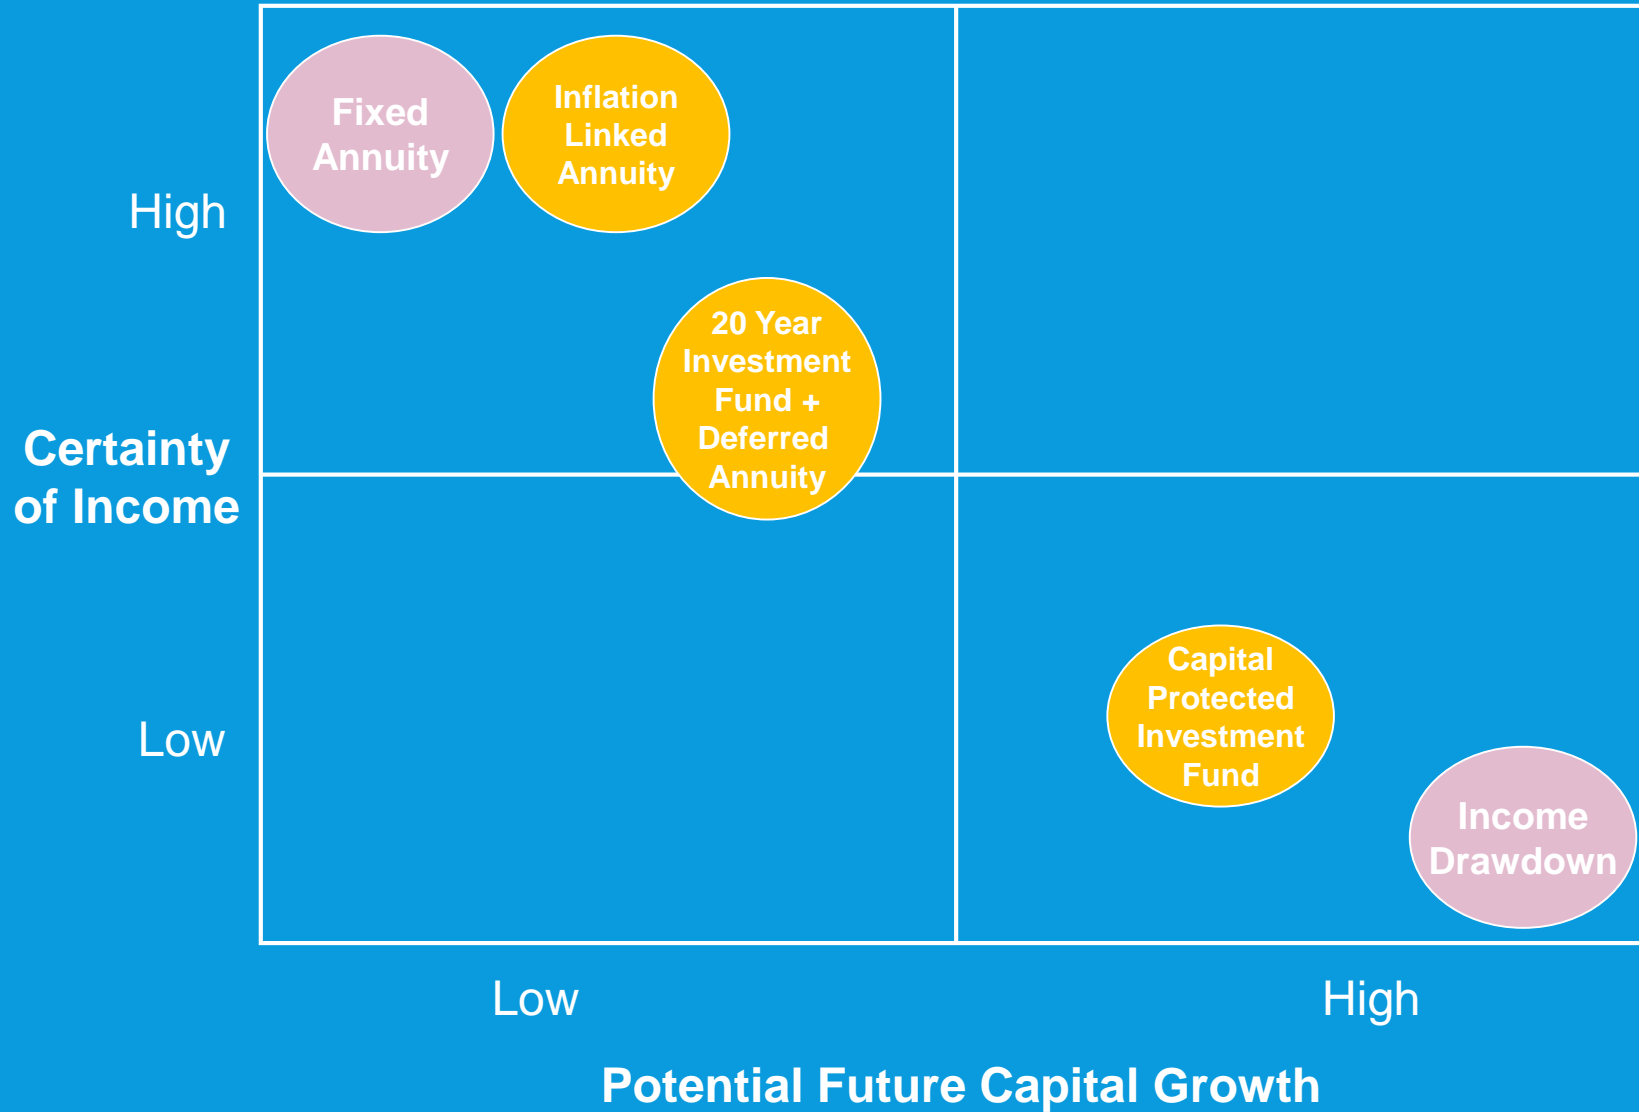 Fixed
Annuity
Inflation
Linked
Annuity
High
20 Year
Investment
Fund +
Deferred
Annuity
Certainty
of Income
Capital
Protected
Investment
Fund
Low
Income
Drawdown
Low
High
Potential Future Capital Growth